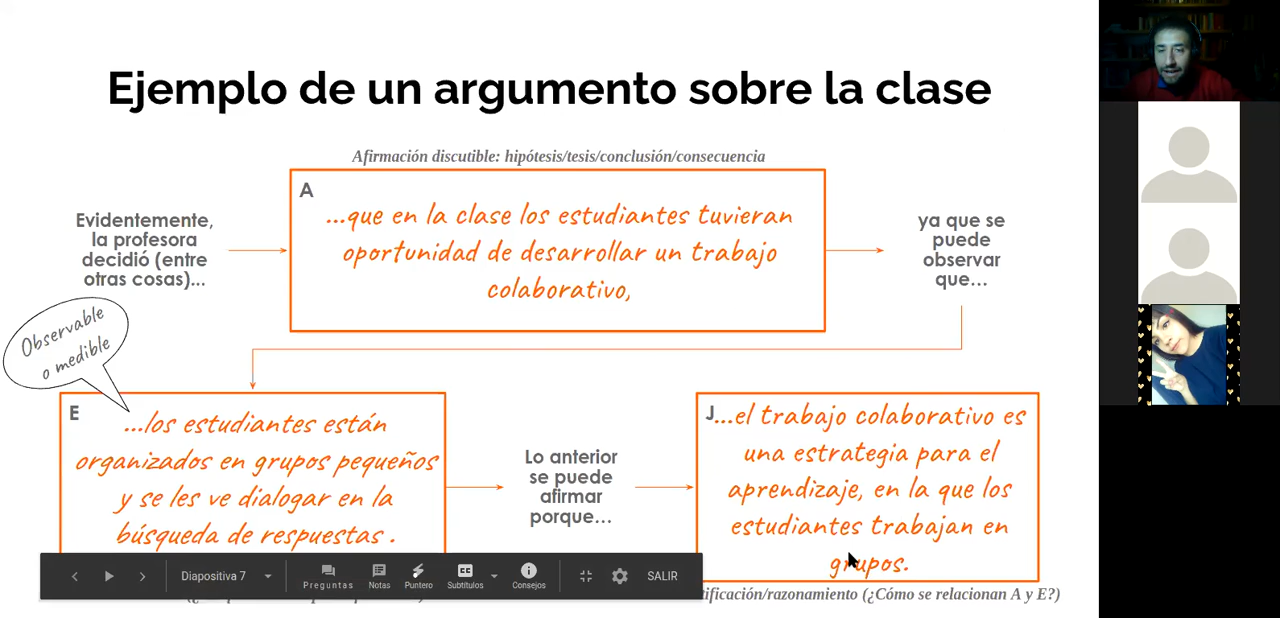 Ejemplo de un argumento sobre la clase
Afirmación discutible: hipótesis/tesis/conclusión/consecuencia
Evidentemente,
la profesora
decidió (entre
otras cosas)...
A
...que en la clase los estudiantes tuvieran
oportunidad de desarrollar un trabajo
colaborativo,
ya que se
puede
observar
que...
Observable
o medible
E
...los estudiantes están
organizados en grupos pequeños
y se les ve dialogar en la
búsqueda de respuestas .
Lo anterior
se puede
afirmar
porque...
J
...el trabajo colaborativo es
una estrategia para el
aprendizaje, en la que los
estudiantes trabajan en
grupos.
Diapositiva 7
Preguntas
Notas
Puntero
Subtítulos
Consejos
SALIR
tificación/razonamiento (¿Cómo se relacionan A y E?)